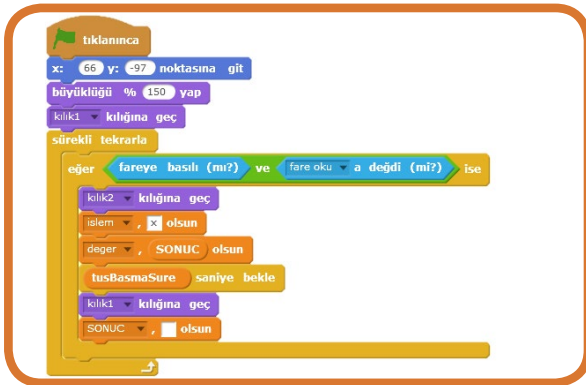 tıklanınca
x: 66 y: -97 noktasına git
büyüklüğü % 150 yap
kılık1 kılığına geç
sürekli tekrarla
eğer fareye basılı (mı?) ve fare oku a değdi (mi?) ise
kılık2 kılığına geç
islem , x olsun
deger , SONUC olsun
tusBasmaSure saniye bekle
kılık1 kılığına geç
SONUC , olsun